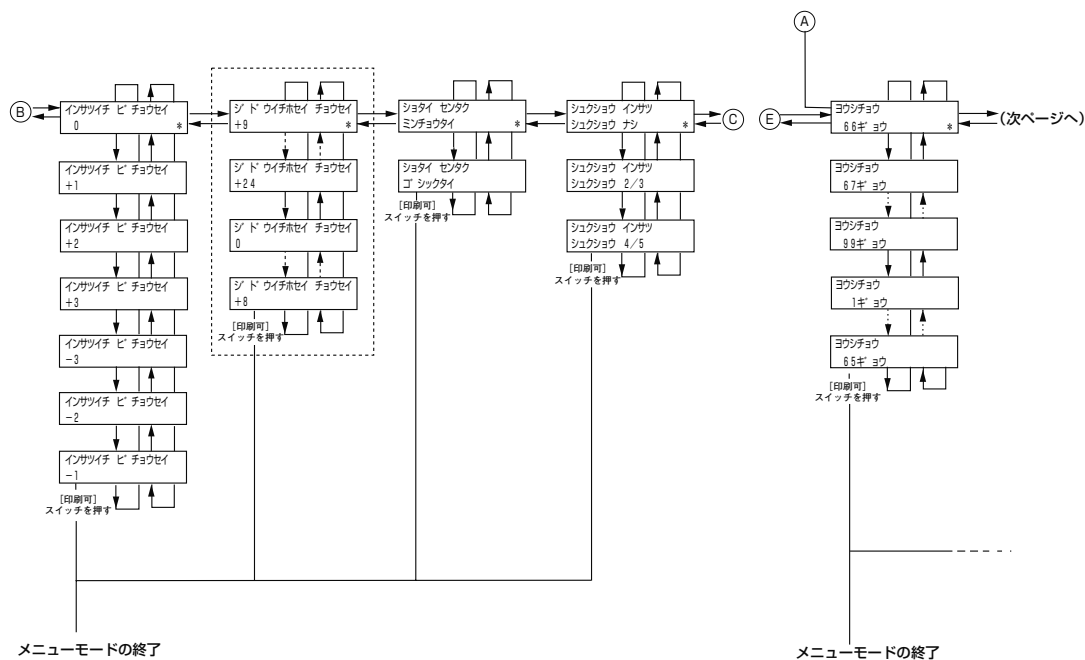 Ⓐ
Ⓑ
インサツイチ ビチョウセイ
0 *
インサツイチ ビチョウセイ
+1
インサツイチ ビチョウセイ
+2
インサツイチ ビチョウセイ
+3
インサツイチ ビチョウセイ
−3
インサツイチ ビチョウセイ
−2
インサツイチ ビチョウセイ
−1
[印刷可]
スイッチを押す
メニューモードの終了
ジドウイチホセイ チョウセイ
+9 *
ジドウイチホセイ チョウセイ
+24
ジドウイチホセイ チョウセイ
0
ジドウイチホセイ チョウセイ
+8
[印刷可]
スイッチを押す
ショタイ センタク
ミンチョウタイ *
ショタイ センタク
ゴシックタイ
[印刷可]
スイッチを押す
シュクショウ インサツ
シュクショウ ナシ *
シュクショウ インサツ
シュクショウ 2/3
シュクショウ インサツ
シュクショウ 4/5
[印刷可]
スイッチを押す
Ⓒ
Ⓔ
ヨウシチョウ
66ギョウ *
(次ページへ)
ヨウシチョウ
67ギョウ
ヨウシチョウ
99ギョウ
ヨウシチョウ
1ギョウ
ヨウシチョウ
65ギョウ
[印刷可]
スイッチを押す
メニューモードの終了